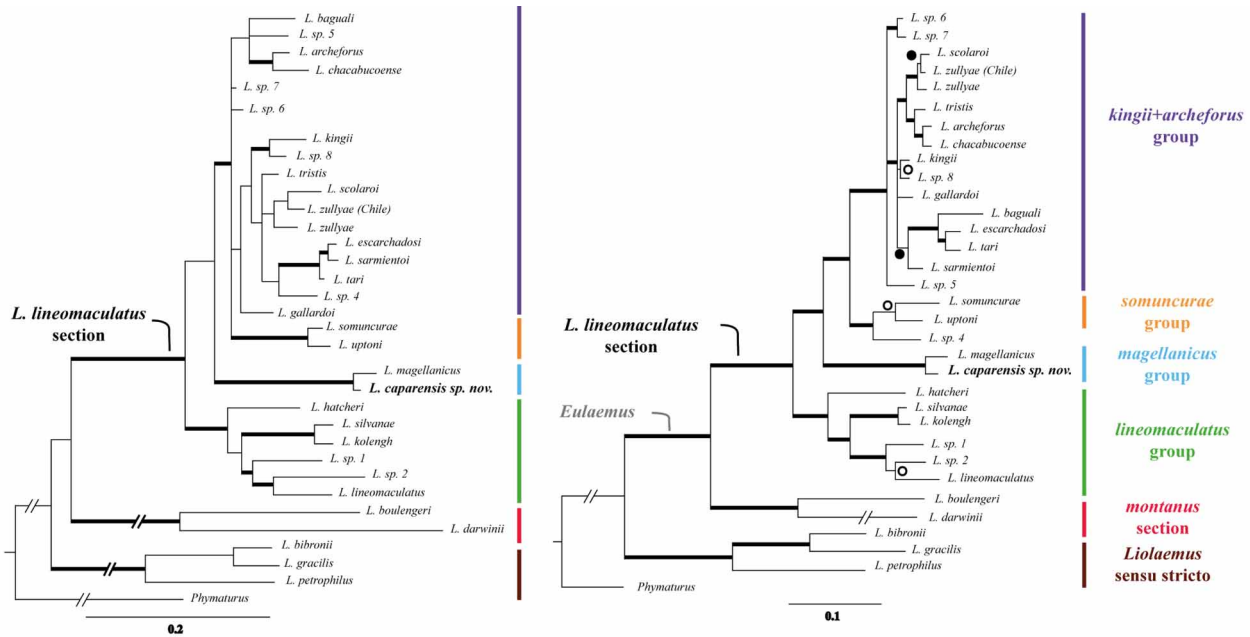 L. baguali
L. sp. 5
L. archeforus
L. chacabucoense
L. sp. 7
L. sp. 6
L. kingii
L. sp. 8
L. tristis
L. scolaroi
L. zullyae (Chile)
L. zullyae
L. escarchadosi
L. sarmientoi
L. tari
L. sp. 4
L. gallardoi
L. somuncurae
L. uptoni
L. magellanicus
L. caparensis sp. nov.
L. hatcheri
L. silvanae
L. kolengh
L. sp. 1
L. sp. 2
L. lineomaculatus
L. boulengeri
L. darwinii
L. bibronii
L. gracilis
L. petrophilus
Phymaturus
L. lineomaculatus
section
0.2
L. sp. 6
L. sp. 7
L. scolaroi
L. zullyae (Chile)
L. zullyae
L. tristis
L. archeforus
L. chacabucoense
L. kingii
L. sp. 8
L. gallardoi
L. baguali
L. escarchadosi
L. tari
L. sarmientoi
L. sp. 5
L. somuncurae
L. uptoni
L. sp. 4
L. magellanicus
L. caparensis sp. nov.
L. hatcheri
L. silvanae
L. kolengh
L. sp. 1
L. sp. 2
L. lineomaculatus
L. boulengeri
L. darwinii
L. bibronii
L. gracilis
L. petrophilus
Phymaturus
L. lineomaculatus
section
Eulaemus
0.1
kingii+archeforus
group
somuncurae
group
magellanicus
group
lineomaculatus
group
montanus
section
Liolaemus
sensu stricto